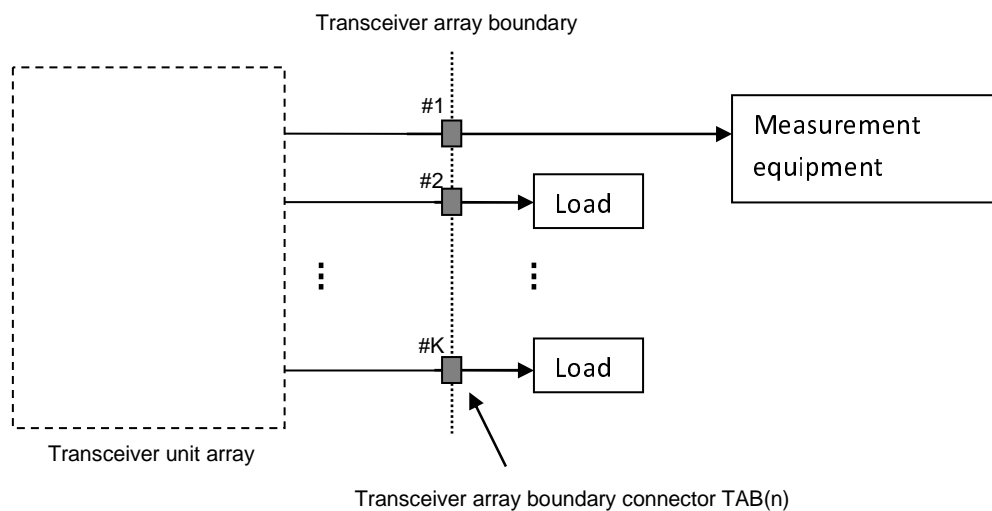 Transceiver array boundary
#1
Measurement
equipment
#2
Load
#K
Load
Transceiver unit array
Transceiver array boundary connector TAB(n)